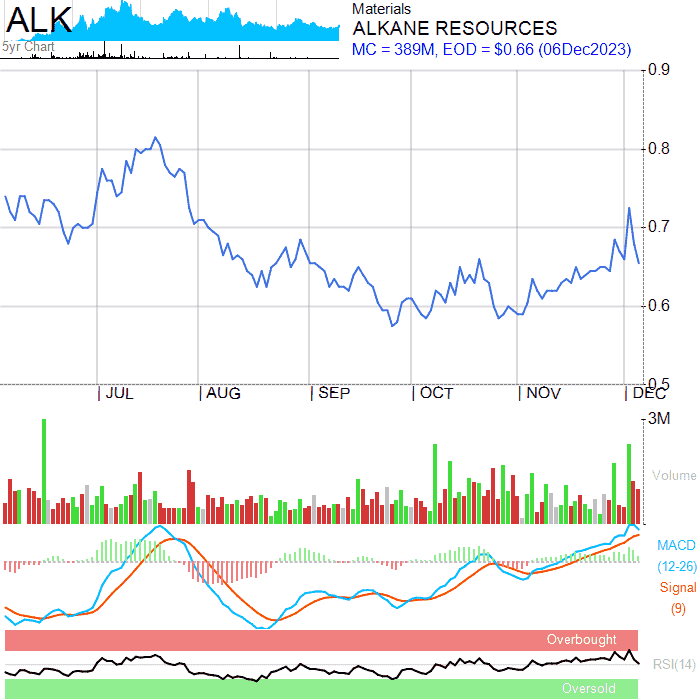 ALK
5yr Chart
Materials
ALKANE RESOURCES
MC = 389M, EOD = $0.66 (06Dec2023)
0.9
0.8
0.7
0.6
0.5
JUL AUG SEP OCT NOV DEC
3M
Volume
MACD
(12-26)
Signal
(9)
Overbought
RSI(14)
Oversold